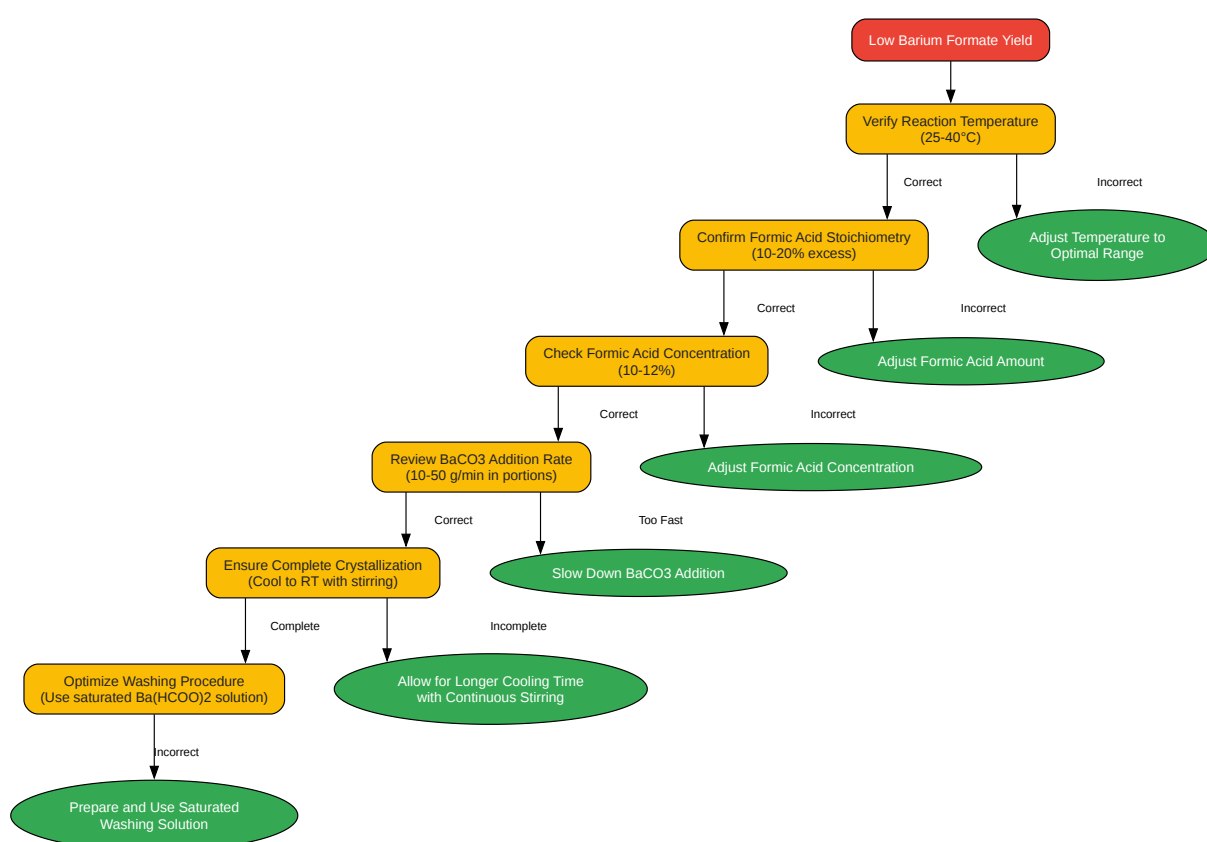 Low Barium Formate Yield
Verify Reaction Temperature
(25-40°C)
Correct
Incorrect
Confirm Formic Acid Stoichiometry
(10-20% excess)
Adjust Temperature to
Optimal Range
Correct
Incorrect
Check Formic Acid Concentration
(10-12%)
Adjust Formic Acid Amount
Correct
Incorrect
Review BaCO3 Addition Rate
(10-50 g/min in portions)
Adjust Formic Acid Concentration
Correct
Too Fast
Ensure Complete Crystallization
(Cool to RT with stirring)
Slow Down BaCO3 Addition
Complete
Incomplete
Optimize Washing Procedure
(Use saturated Ba(HCOO)2 solution)
Allow for Longer Cooling Time
with Continuous Stirring
Incorrect
Prepare and Use Saturated
Washing Solution